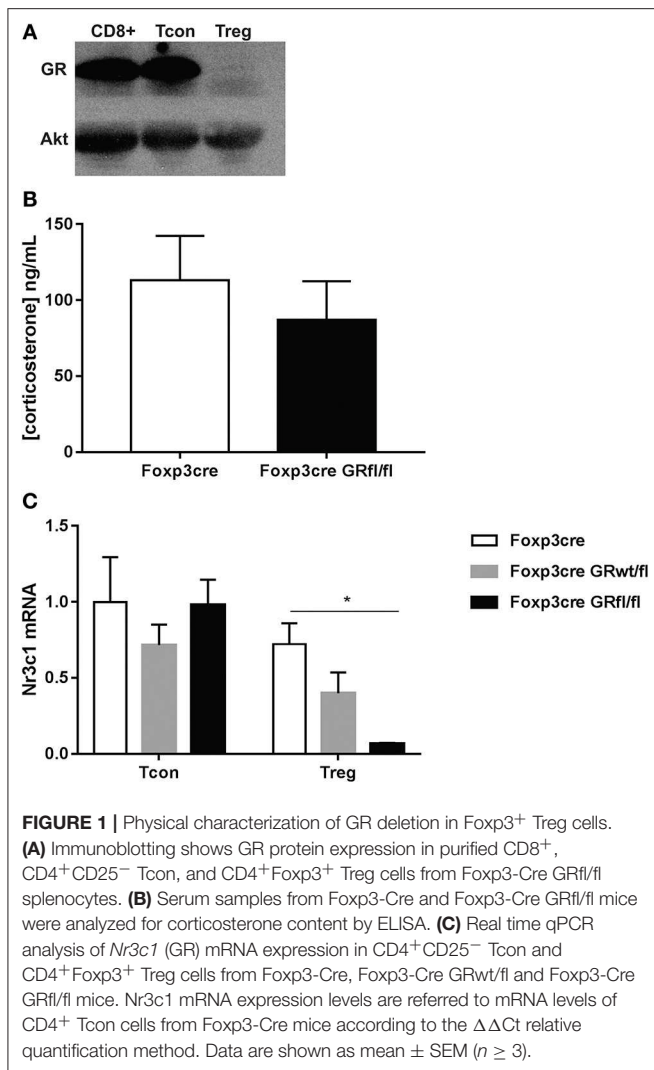 A
CD8+ Tcon Treg
GR
Akt
B
150
100
50
0
[corticosterone] ng/mL
Foxp3cre Foxp3cre GRfl/fl
C
1.5
1.0
0.5
0.0
Nr3c1 mRNA
*
Tcon Treg
Foxp3cre
Foxp3cre GRwt/fl
Foxp3cre GRfl/fl
FIGURE 1 | Physical characterization of GR deletion in Foxp3⁺ Treg cells.
(A) Immunoblotting shows GR protein expression in purified CD8⁺,
CD4⁺CD25⁻ Tcon, and CD4⁺Foxp3⁺ Treg cells from Foxp3-Cre GRfl/fl
splenocytes. (B) Serum samples from Foxp3-Cre and Foxp3-Cre GRfl/fl mice
were analyzed for corticosterone content by ELISA. (C) Real time qPCR
analysis of Nr3c1 (GR) mRNA expression in CD4⁺CD25⁻ Tcon and
CD4⁺Foxp3⁺ Treg cells from Foxp3-Cre, Foxp3-Cre GRwt/fl and Foxp3-Cre
GRfl/fl mice. Nr3c1 mRNA expression levels are referred to mRNA levels of
CD4⁺ Tcon cells from Foxp3-Cre mice according to the ΔΔCt relative
quantification method. Data are shown as mean ± SEM (n ≥ 3).